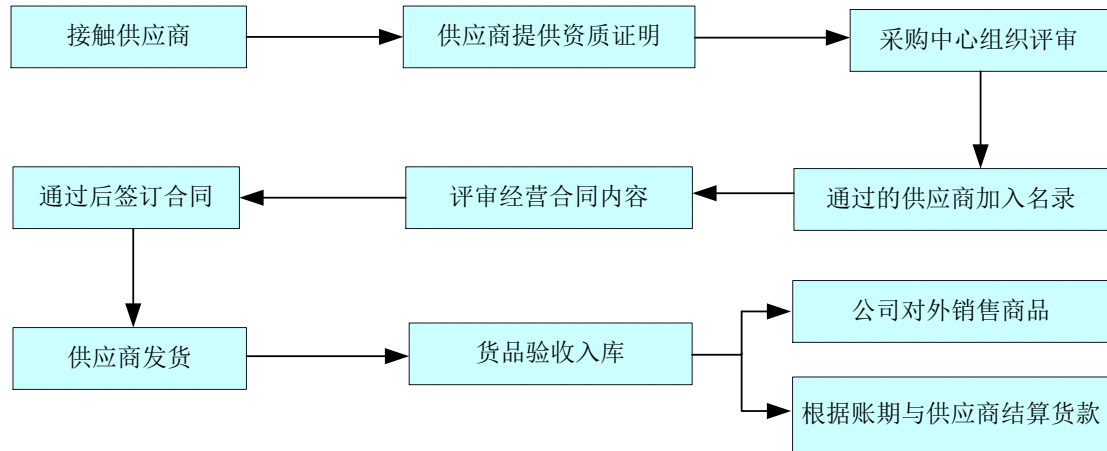 接触供应商
供应商提供资质证明
采购中心组织评审
通过的供应商加入名录
评审经营合同内容
通过后签订合同
供应商发货
货品验收入库
公司对外销售商品
根据账期与供应商结算货款